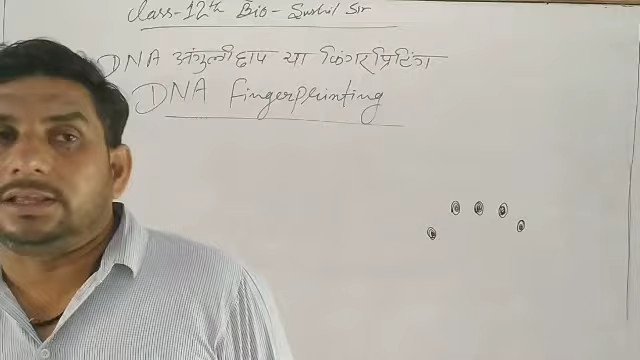 Class-12th Bio - Sushil Sir
DNA अंगुली छाप या फिंगरप्रिंटिंग
DNA Fingerprinting